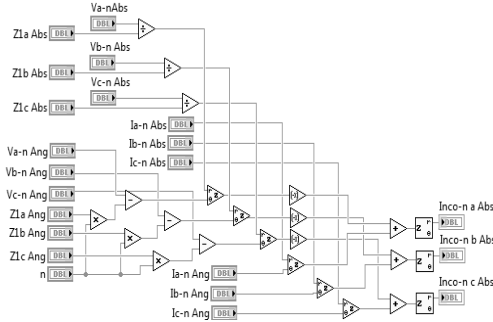 Va-nAbs
DBL
Z1a Abs DBL
Vb-n Abs
DBL
Z1b Abs DBL
Vc-n Abs
DBL
Z1c Abs DBL
Ia-n Abs DBL
Ib-n Abs DBL
Ic-n Abs DBL
Va-n Ang DBL
Vb-n Ang DBL
Vc-n Ang DBL
Z1a Ang DBL
Z1b Ang DBL
Z1c Ang DBL
n DBL
Ia-n Ang DBL
Ib-n Ang DBL
Ic-n Ang DBL
Inco-n a Abs
DBL
Inco-n b Abs
DBL
Inco-n c Abs
DBL